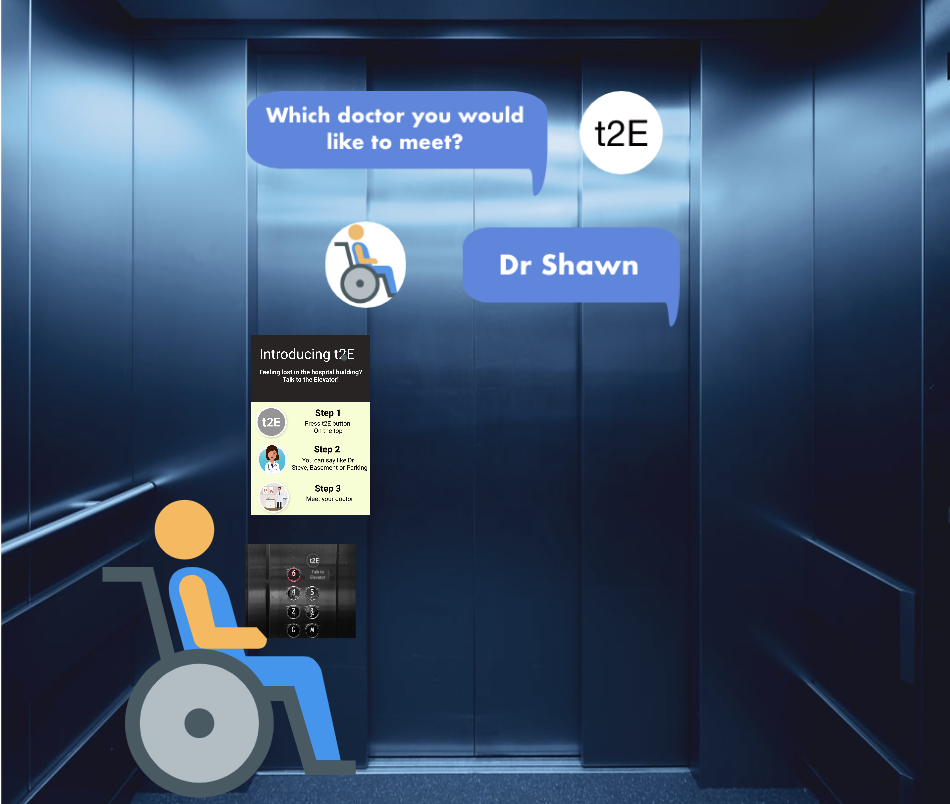 Which doctor you would
like to meet?
t2E
Dr Shawn
Introducing t2E
Feeling lost in the hospital building?
Talk to the Elevator!
t2E
Step 1
Press t2E button
On the top
Step 2
You can say like Dr
Steve, Basement or Parking
Step 3
Meet your doctor
t2E
6
Talk to
Elevator
4 5
2 3
G M